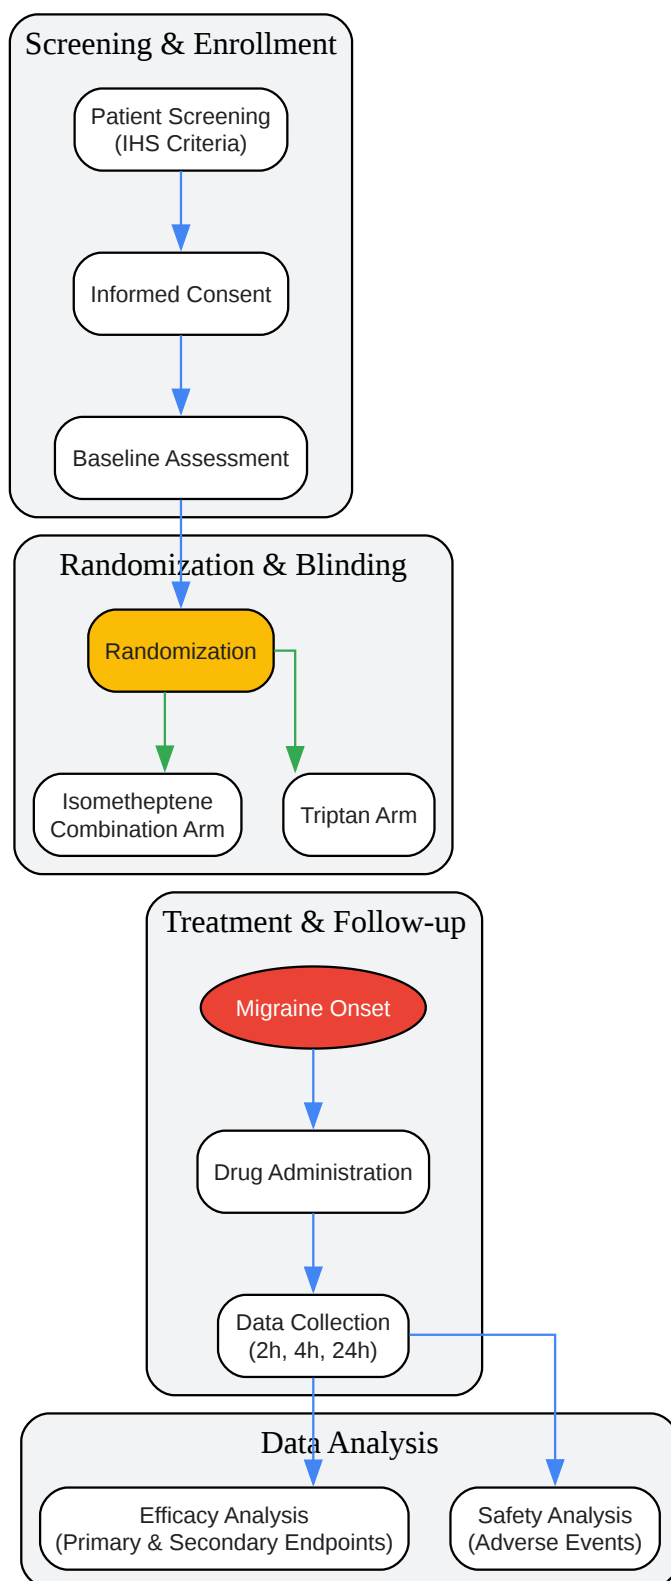 Screening & Enrollment
Patient Screening
(IHS Criteria)
Informed Consent
Baseline Assessment
Randomization & Blinding
Randomization
Isometheptene
Combination Arm
Triptan Arm
Treatment & Follow-up
Migraine Onset
Drug Administration
Data Collection
(2h, 4h, 24h)
Data Analysis
Efficacy Analysis
(Primary & Secondary Endpoints)
Safety Analysis
(Adverse Events)